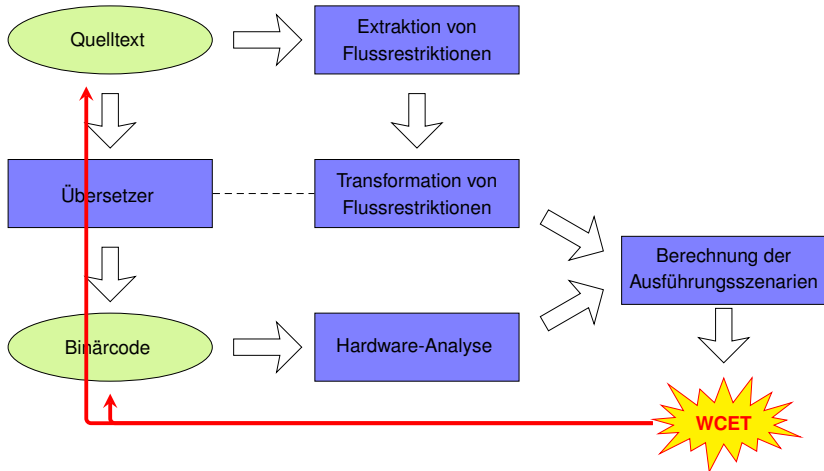 Quelltext
Extraktion von
Flussrestriktionen
Übersetzer
Transformation von
Flussrestriktionen
Berechnung der
Ausführungsszenarien
Binärcode
Hardware-Analyse
WCET